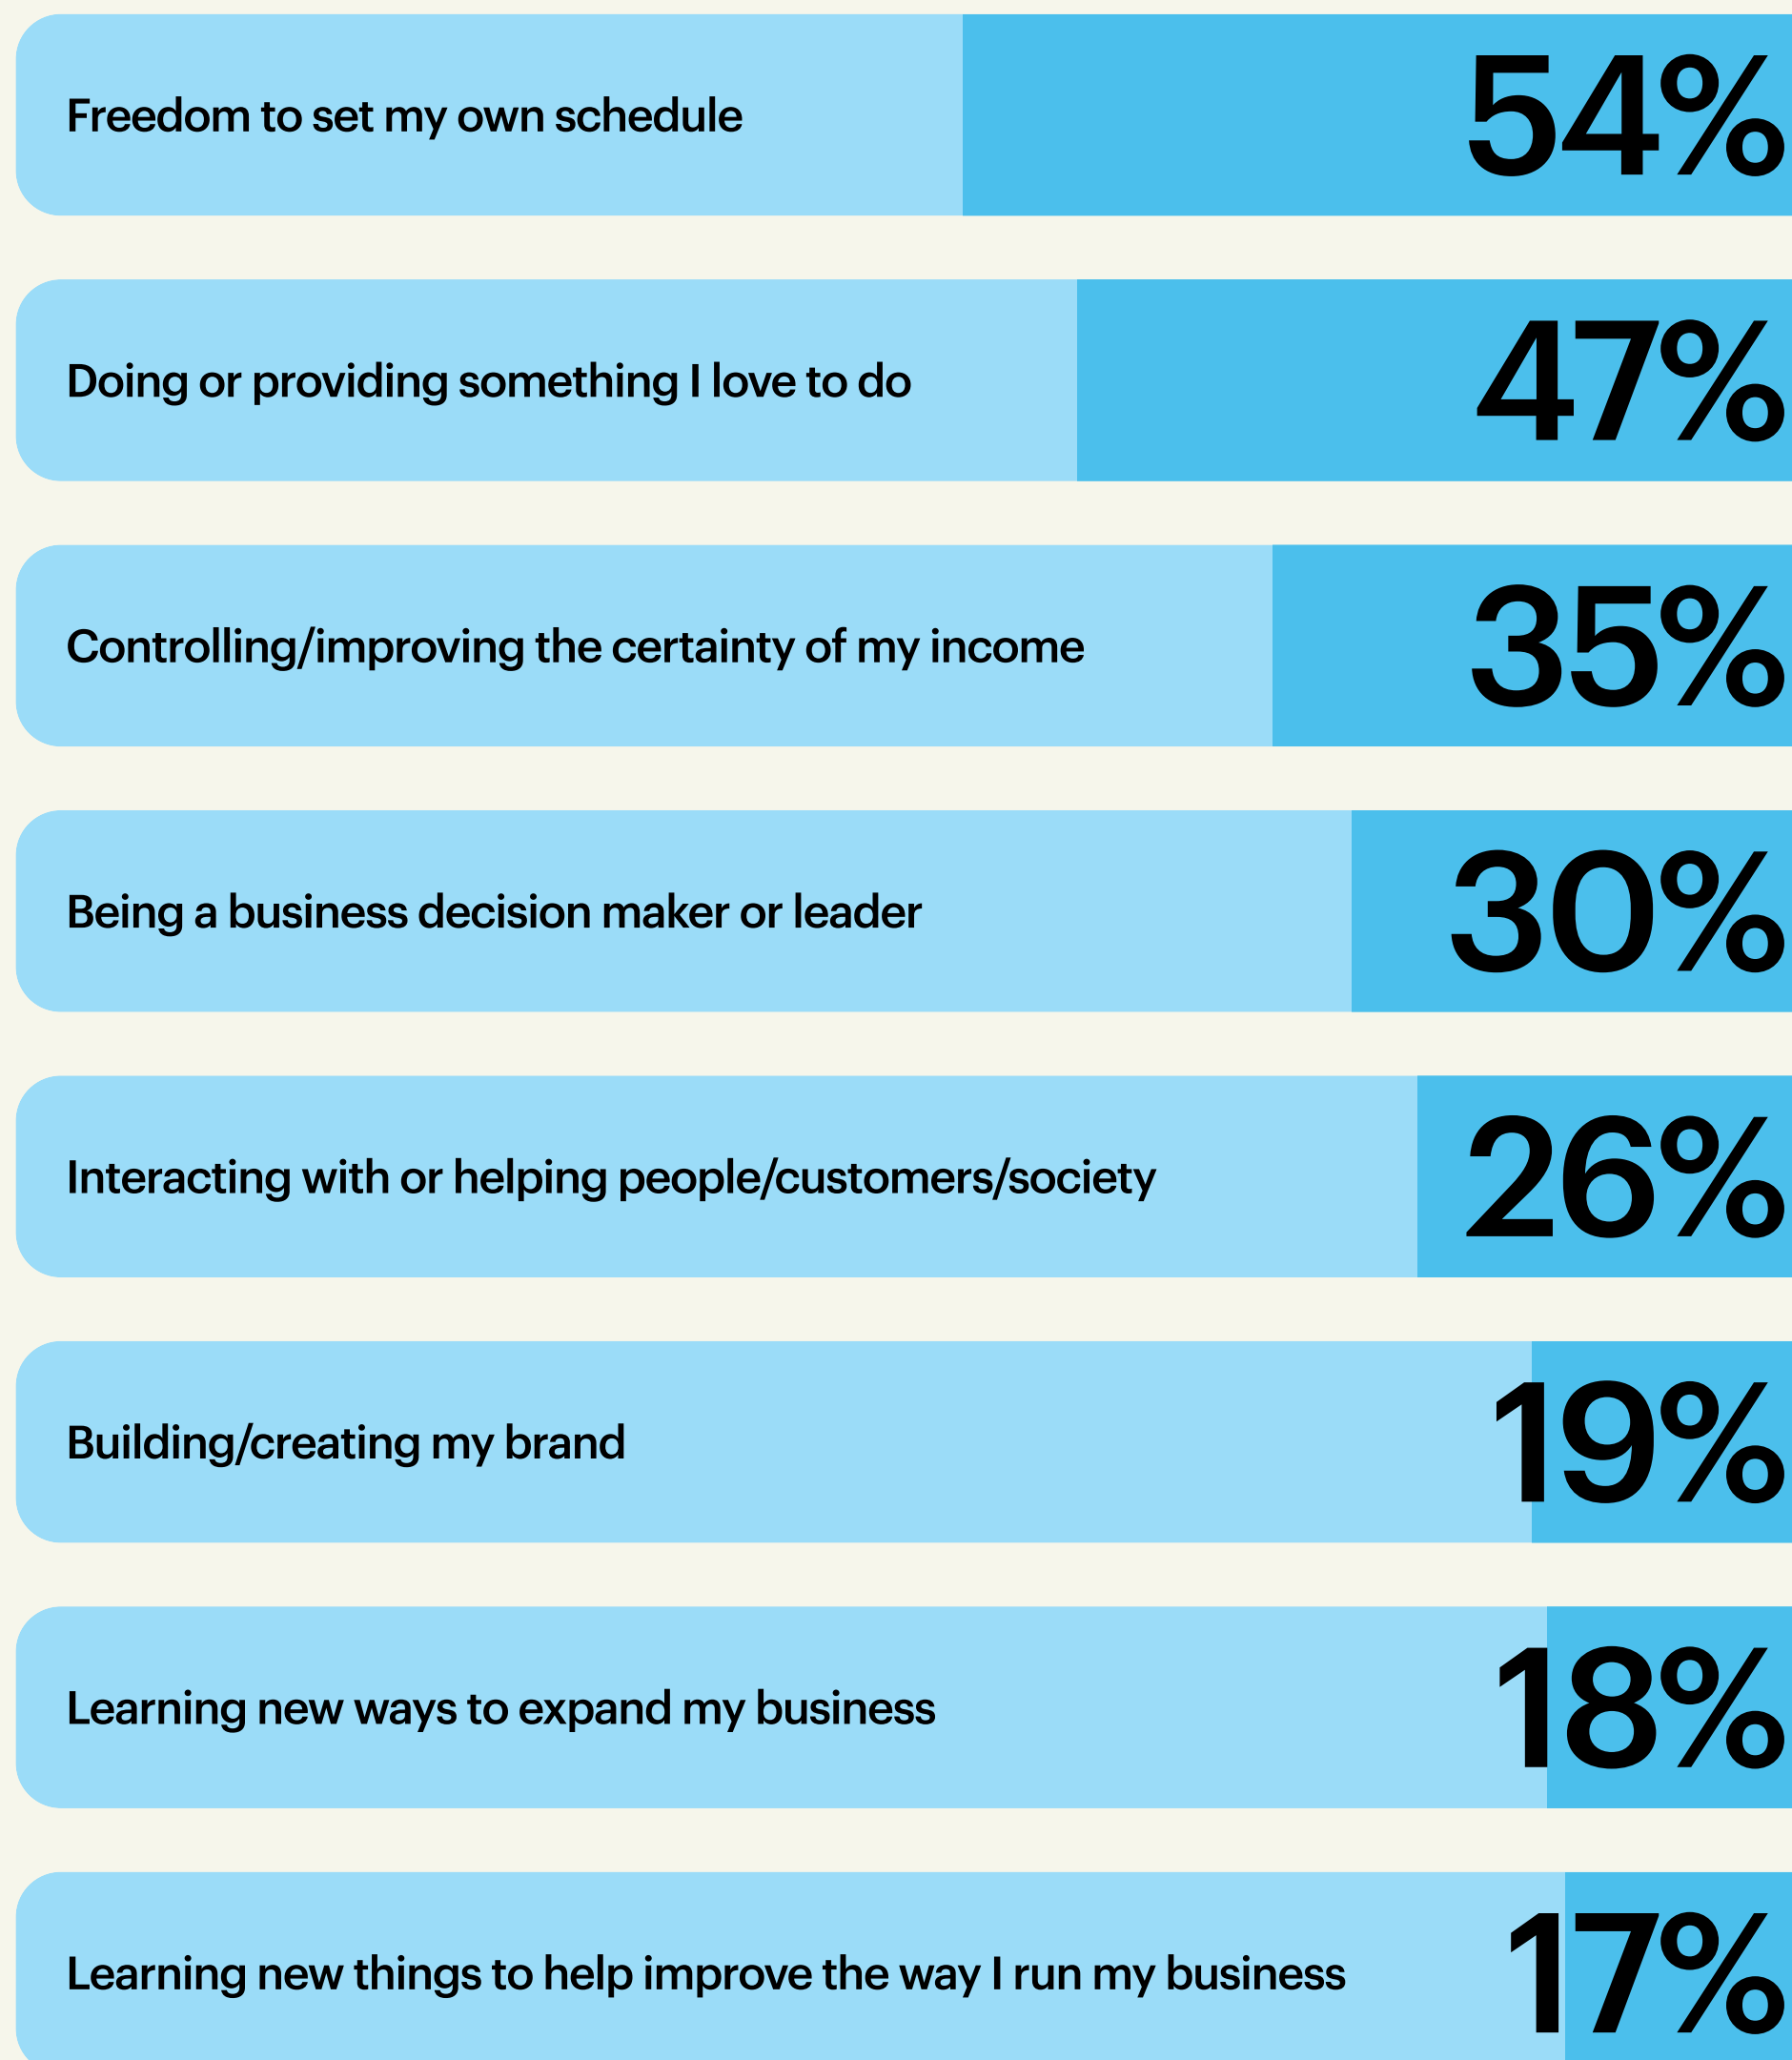 Freedom to set my own schedule 54%
Doing or providing something I love to do 47%
Controlling/improving the certainty of my income 35%
Being a business decision maker or leader 30%
Interacting with or helping people/customers/society 26%
Building/creating my brand 19%
Learning new ways to expand my business 18%
Learning new things to help improve the way I run my business 17%